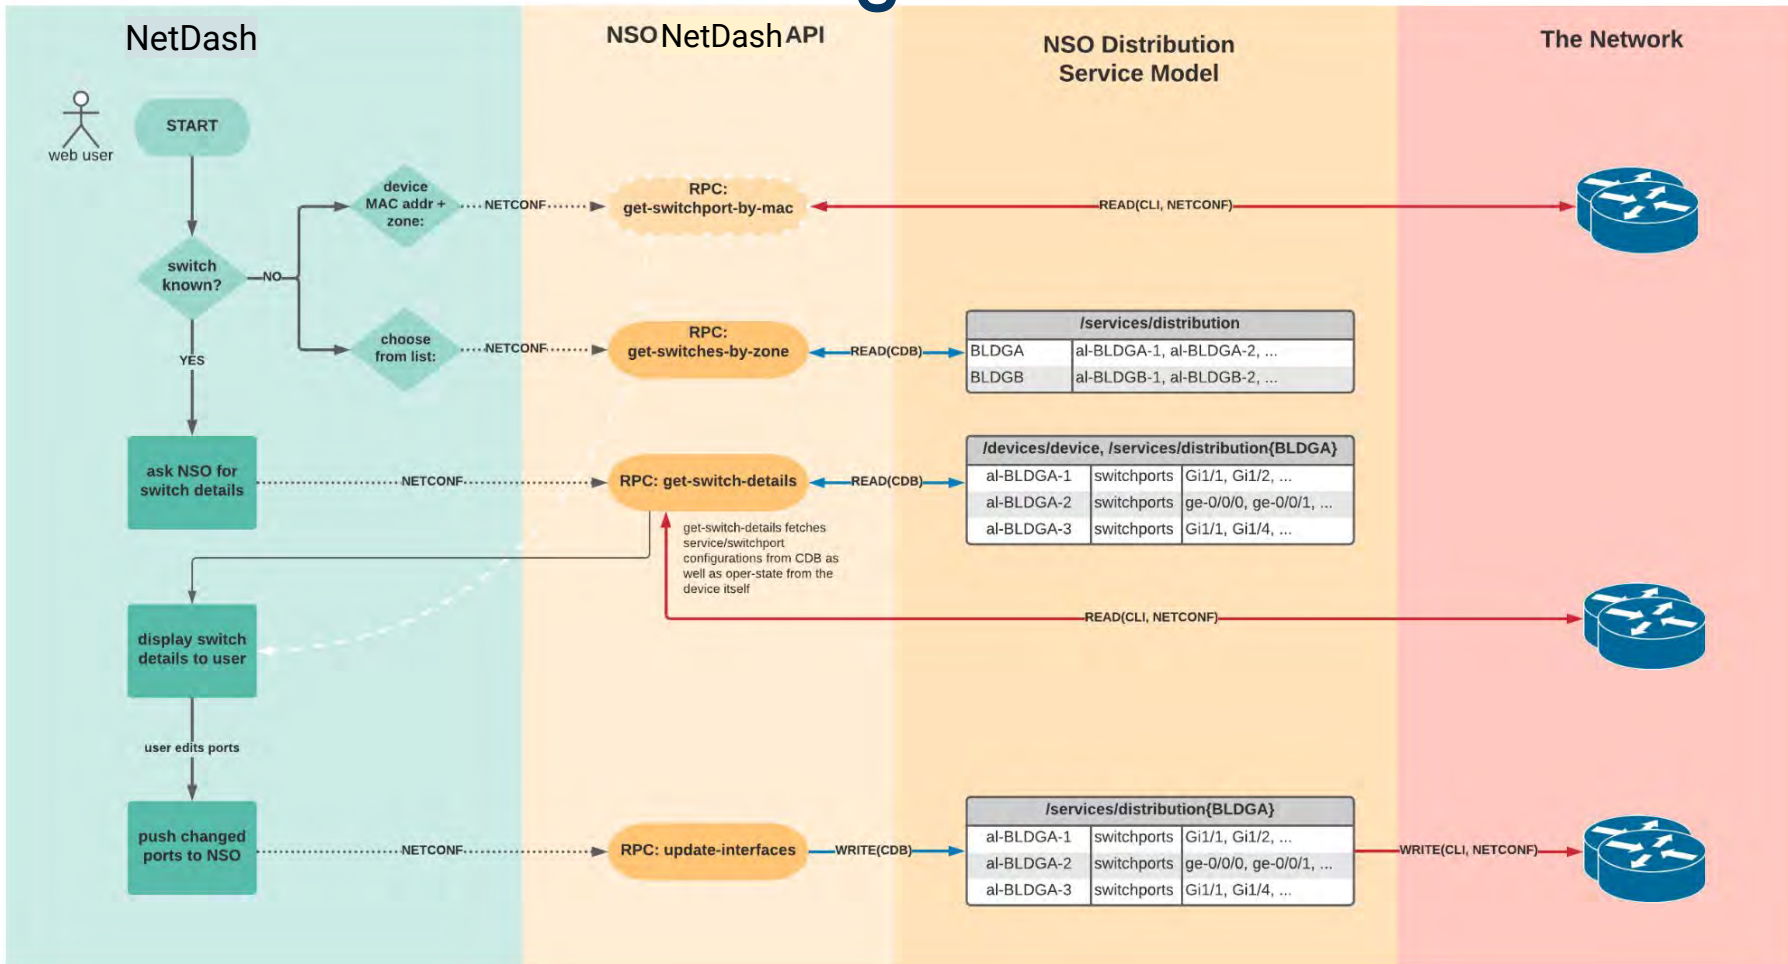 NetDash
NSO NetDash API
NSO Distribution
Service Model
The Network
web user
START
device
MAC addr +
zone:
NETCONF
RPC:
get-switchport-by-mac
READ(CLI, NETCONF)
switch
known?
NO
YES
choose
from list:
NETCONF
RPC:
get-switches-by-zone
READ(CDB)
/services/distribution
BLDGA al-BLDGA-1, al-BLDGA-2, ...
BLDGB al-BLDGB-1, al-BLDGB-2, ...
ask NSO for
switch details
NETCONF
RPC: get-switch-details
READ(CDB)
/devices/device, /services/distribution{BLDGA}
al-BLDGA-1 switchports Gi1/1, Gi1/2, ...
al-BLDGA-2 switchports ge-0/0/0, ge-0/0/1, ...
al-BLDGA-3 switchports Gi1/1, Gi1/4, ...
get-switch-details fetches
service/switchport
configurations from CDB as
well as oper-state from the
device itself
READ(CLI, NETCONF)
display switch
details to user
user edits ports
push changed
ports to NSO
NETCONF
RPC: update-interfaces
WRITE(CDB)
/services/distribution{BLDGA}
al-BLDGA-1 switchports Gi1/1, Gi1/2, ...
al-BLDGA-2 switchports ge-0/0/0, ge-0/0/1, ...
al-BLDGA-3 switchports Gi1/1, Gi1/4, ...
WRITE(CLI, NETCONF)